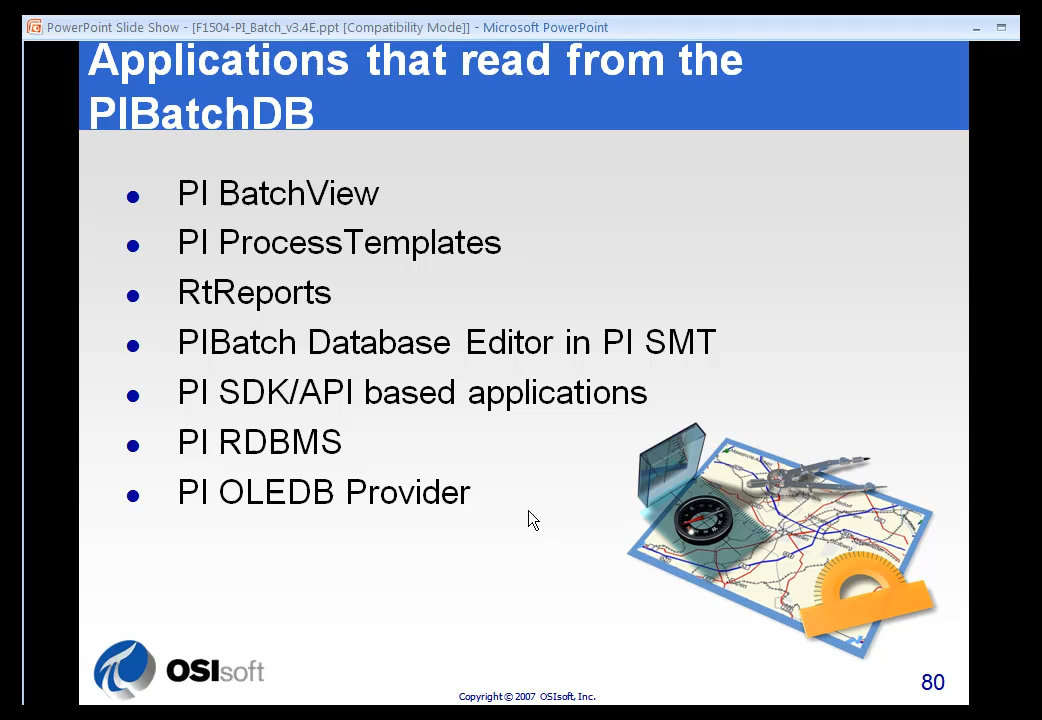 PowerPoint Slide Show - [F1504-PI_Batch_v3.4E.ppt [Compatibility Mode]] - Microsoft PowerPoint
Applications that read from the
PIBatchDB
PI BatchView
PI ProcessTemplates
RtReports
PIBatch Database Editor in PI SMT
PI SDK/API based applications
PI RDBMS
PI OLEDB Provider
OSIsoft
Copyright © 2007 OSIsoft, Inc.
80